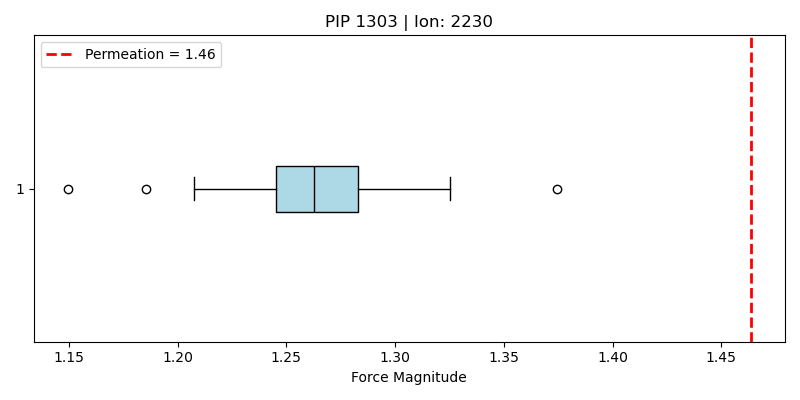 PIP 1303 | Ion: 2230
Permeation = 1.46
1
1.15 1.20 1.25 1.30 1.35 1.40 1.45
Force Magnitude